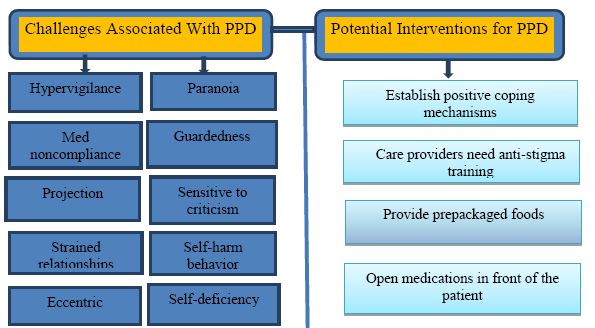 Challenges Associated With PPD
Potential Interventions for PPD
Hypervigilance
Paranoia
Med
noncompliance
Guardedness
Projection
Sensitive to
criticism
Strained
relationships
Self-harm
behavior
Eccentric
Self-deficiency
Establish positive coping
mechanisms
Care providers need anti-stigma
training
Provide prepackaged foods
Open medications in front of the
patient